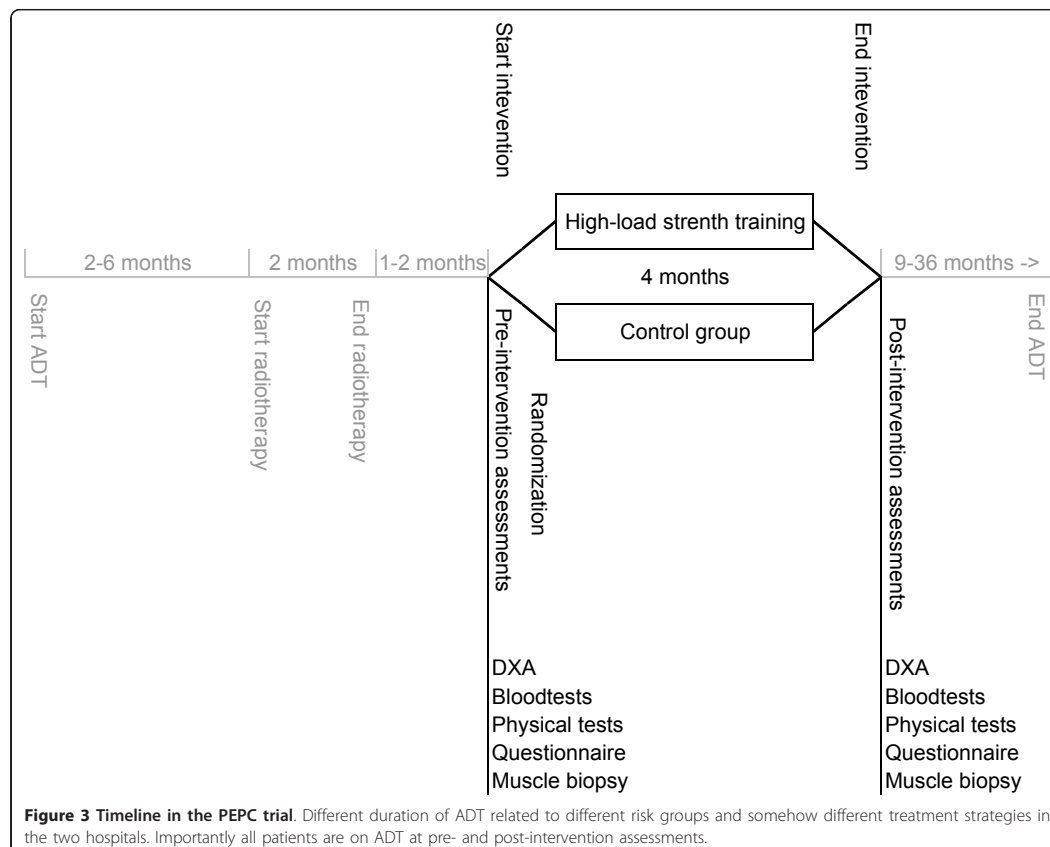 Start intevention
End intevention
High-load strenth training
2-6 months
2 months
1-2 months
4 months
9-36 months ->
Control group
Start ADT
Start radiotherapy
End radiotherapy
Pre-intervention assessments
Randomization
Post-intervention assessments
End ADT
DXA
Bloodtests
Physical tests
Questionnaire
Muscle biopsy
DXA
Bloodtests
Physical tests
Questionnaire
Muscle biopsy
Figure 3 Timeline in the PEPC trial. Different duration of ADT related to different risk groups and somehow different treatment strategies in
the two hospitals. Importantly all patients are on ADT at pre- and post-intervention assessments.